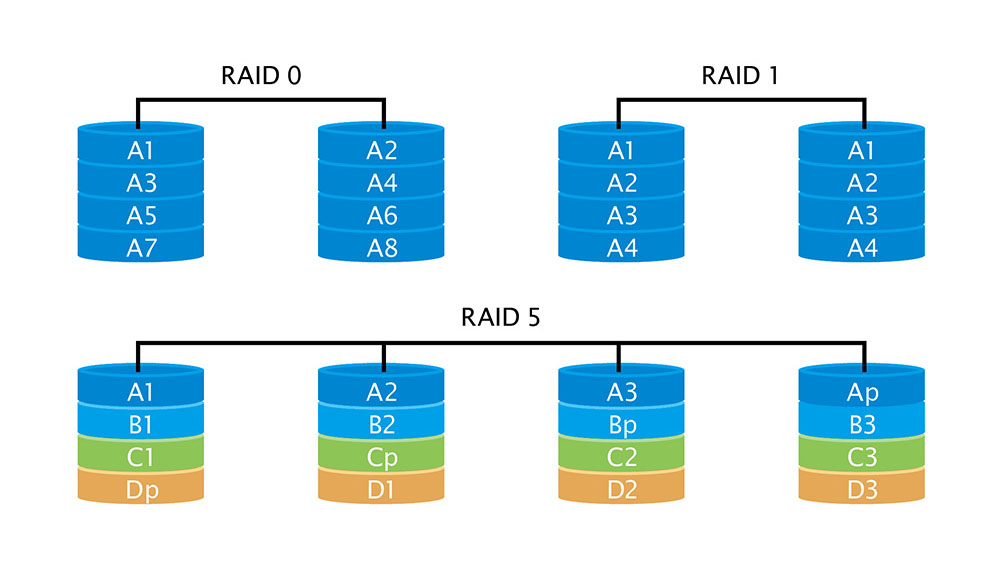 RAID 0 RAID 1
A1 A2 A1 A1
A3 A4 A2 A2
A5 A6 A3 A3
A7 A8 A4 A4
RAID 5
A1 A2 A3 Ap
B1 B2 Bp B3
C1 Cp C2 C3
Dp D1 D2 D3